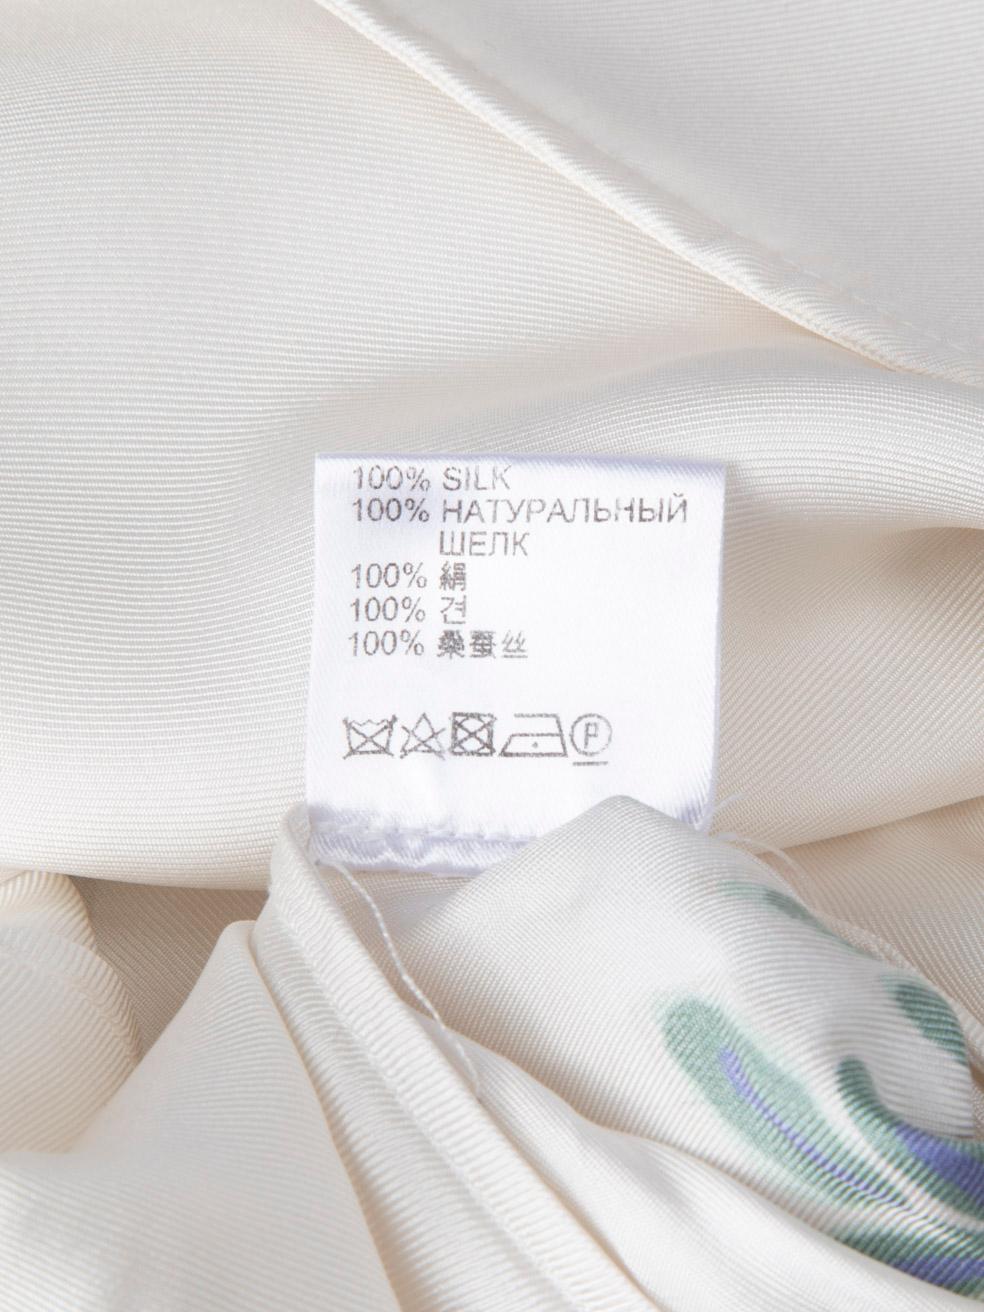 100% SILK
100% НАТУРАЛЬНЫЙ
ШЕЛК
100% 絹
100% 견
100% 桑蚕丝
P